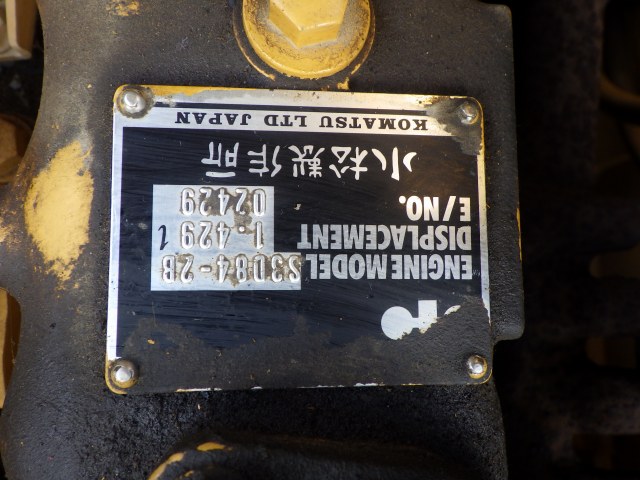 ENGINE MODEL S3D84-2B
DISPLACEMENT 1.429 l
E/NO. 02429
小松製作所
KOMATSU LTD JAPAN